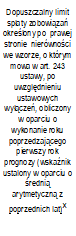 Dopuszczalny limit
spłaty zobowiązań
określony po prawej
stronie nierówności
we wzorze, o którym
mowa w art. 243
ustawy, po
uwzględnieniu
ustawowych
wyłączeń, obliczony
w oparciu o
wykonanie roku
poprzedzającego
pierwszy rok
prognozy (wskaźnik
ustalony w oparciu o
średnią
arytmetyczną z
poprzednich lat)x